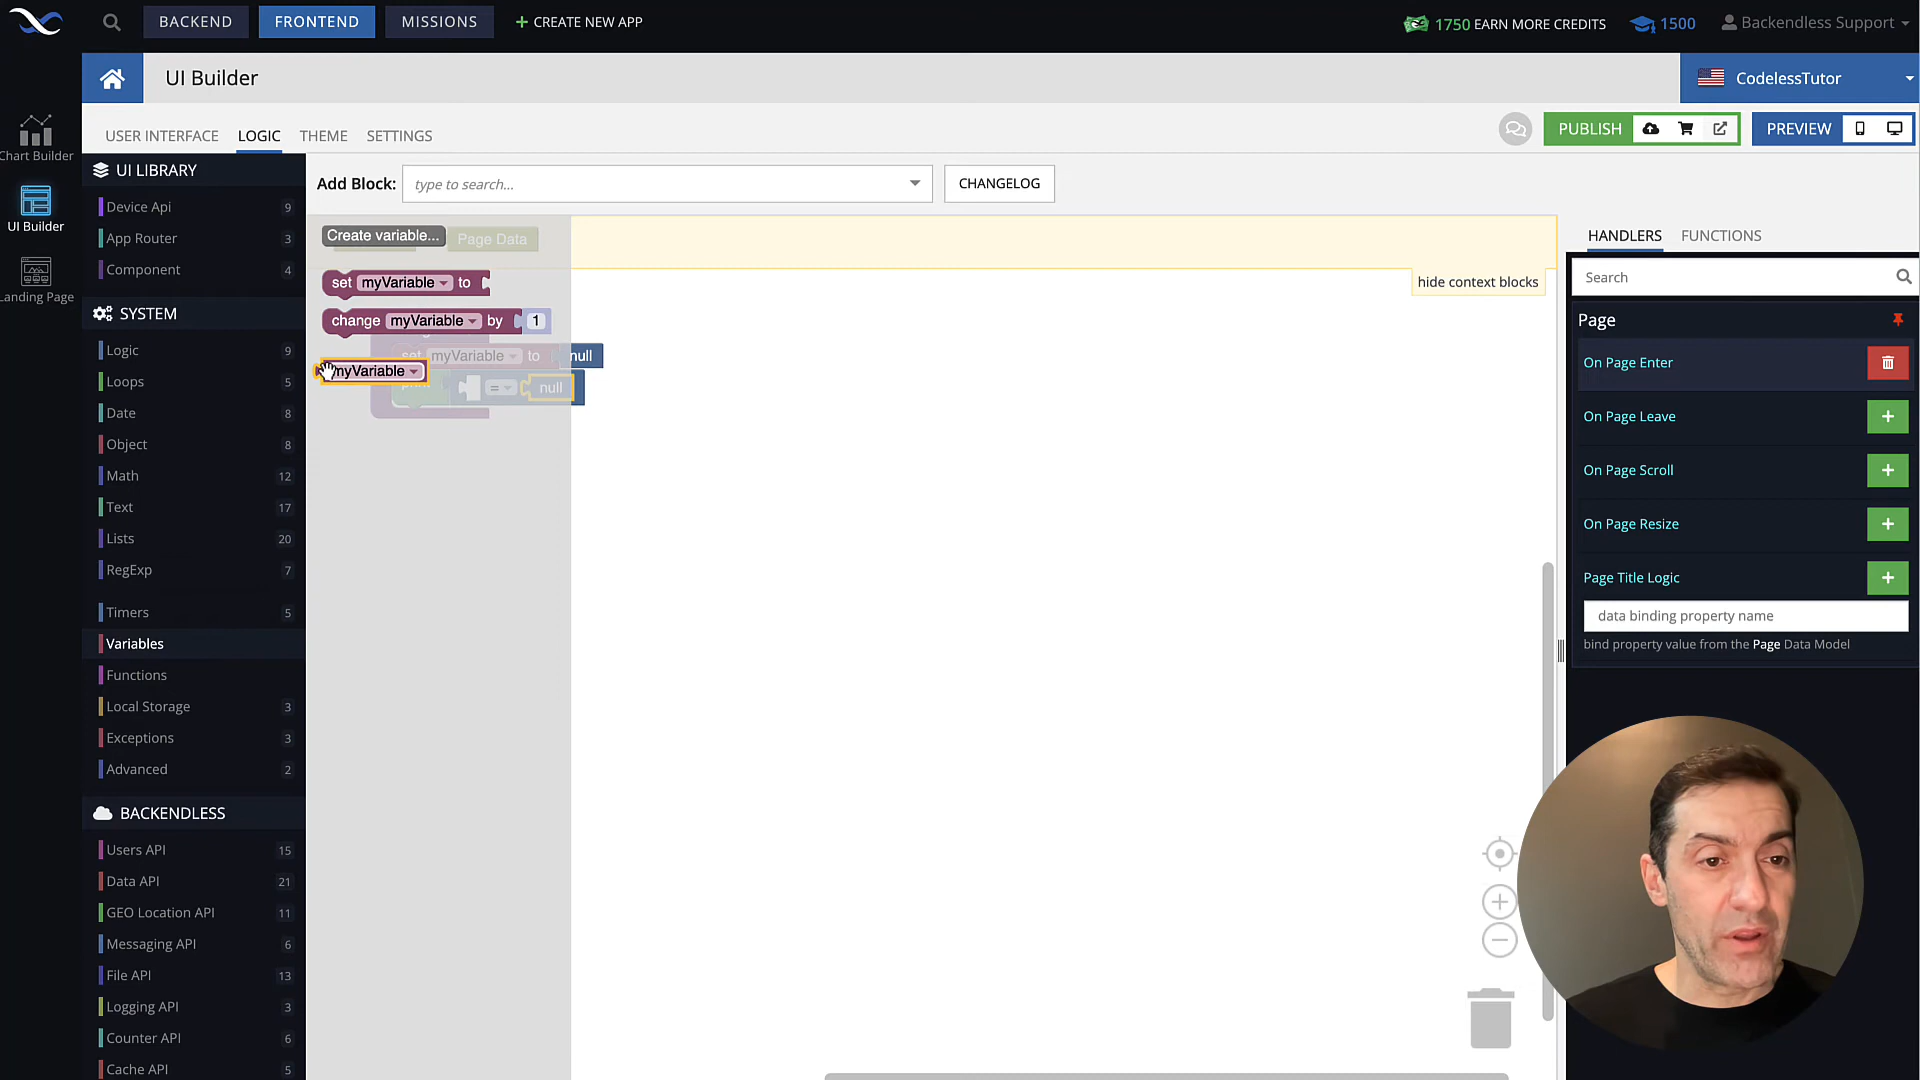 BACKEND
FRONTEND
MISSIONS
+ CREATE NEW APP
1750 EARN MORE CREDITS
1500
Backendless Support
UI Builder
CodelessTutor
Chart Builder
UI Builder
Landing Page
USER INTERFACE
LOGIC
THEME
SETTINGS
PUBLISH
PREVIEW
UI LIBRARY
Device Api 9
App Router 3
Component 4
SYSTEM
Logic 9
Loops 5
Date 8
Object 8
Math 12
Text 17
Lists 20
RegExp 7
Timers 5
Variables
Functions
Local Storage 3
Exceptions 3
Advanced 2
BACKENDLESS
Users API 15
Data API 21
GEO Location API 11
Messaging API 6
File API 13
Logging API 3
Counter API 6
Cache API 5
Add Block: type to search...
CHANGELOG
Create variable...
Page Data
hide context blocks
set myVariable to
change myVariable by 1
set myVariable to null
myVariable
= null
HANDLERS
FUNCTIONS
Search
Page
On Page Enter
On Page Leave +
On Page Scroll +
On Page Resize +
Page Title Logic +
data binding property name
bind property value from the Page Data Model